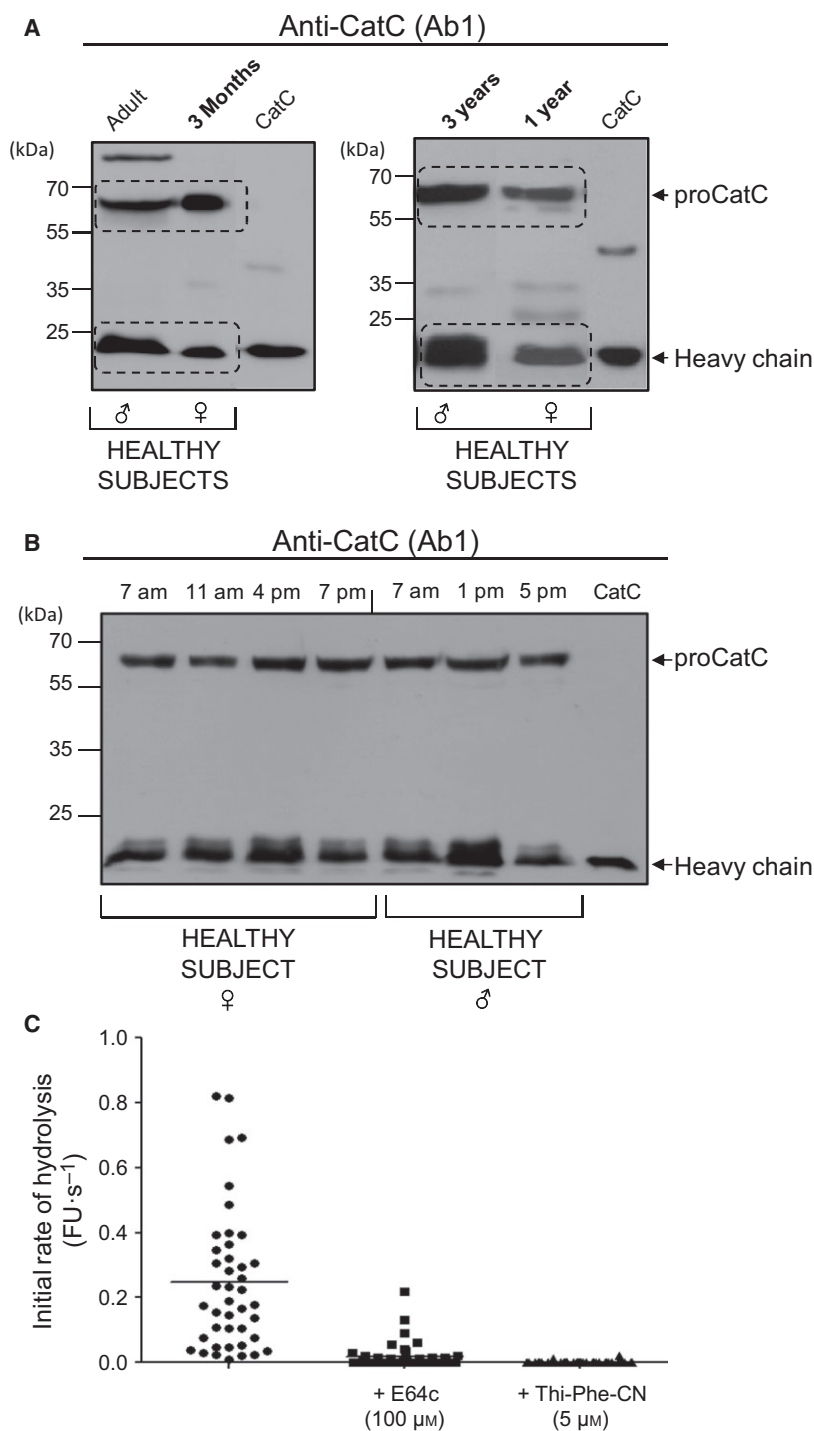 A
Anti-CatC (Ab1)
Adult
3 Months
CatC
3 years
1 year
CatC
(kDa)
70
55
35
25
(kDa)
70
55
35
25
proCatC
Heavy chain
♂ ♀
HEALTHY
SUBJECTS
♂ ♀
HEALTHY
SUBJECTS
B
Anti-CatC (Ab1)
7 am 11 am 4 pm 7 pm 7 am 1 pm 5 pm CatC
(kDa)
70
55
35
25
proCatC
Heavy chain
HEALTHY
SUBJECT
♀
HEALTHY
SUBJECT
♂
C
Initial rate of hydrolysis
(FU·s⁻¹)
1.0
0.8
0.6
0.4
0.2
0.0
+ E64c
(100 μM)
+ Thi-Phe-CN
(5 μM)